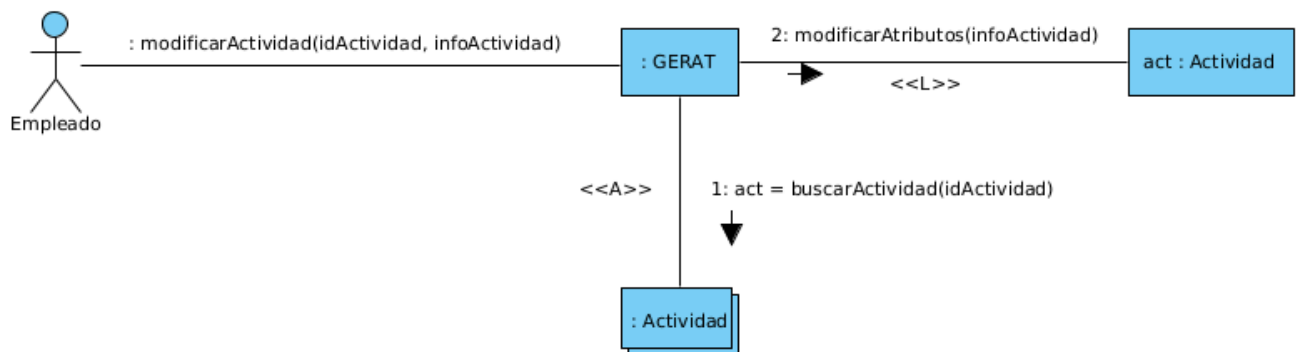 : modificarActividad(idActividad, infoActividad)
2: modificarAtributos(infoActividad)
: GERAT
act : Actividad
<<L>>
Empleado
<<A>>
1: act = buscarActividad(idActividad)
: Actividad